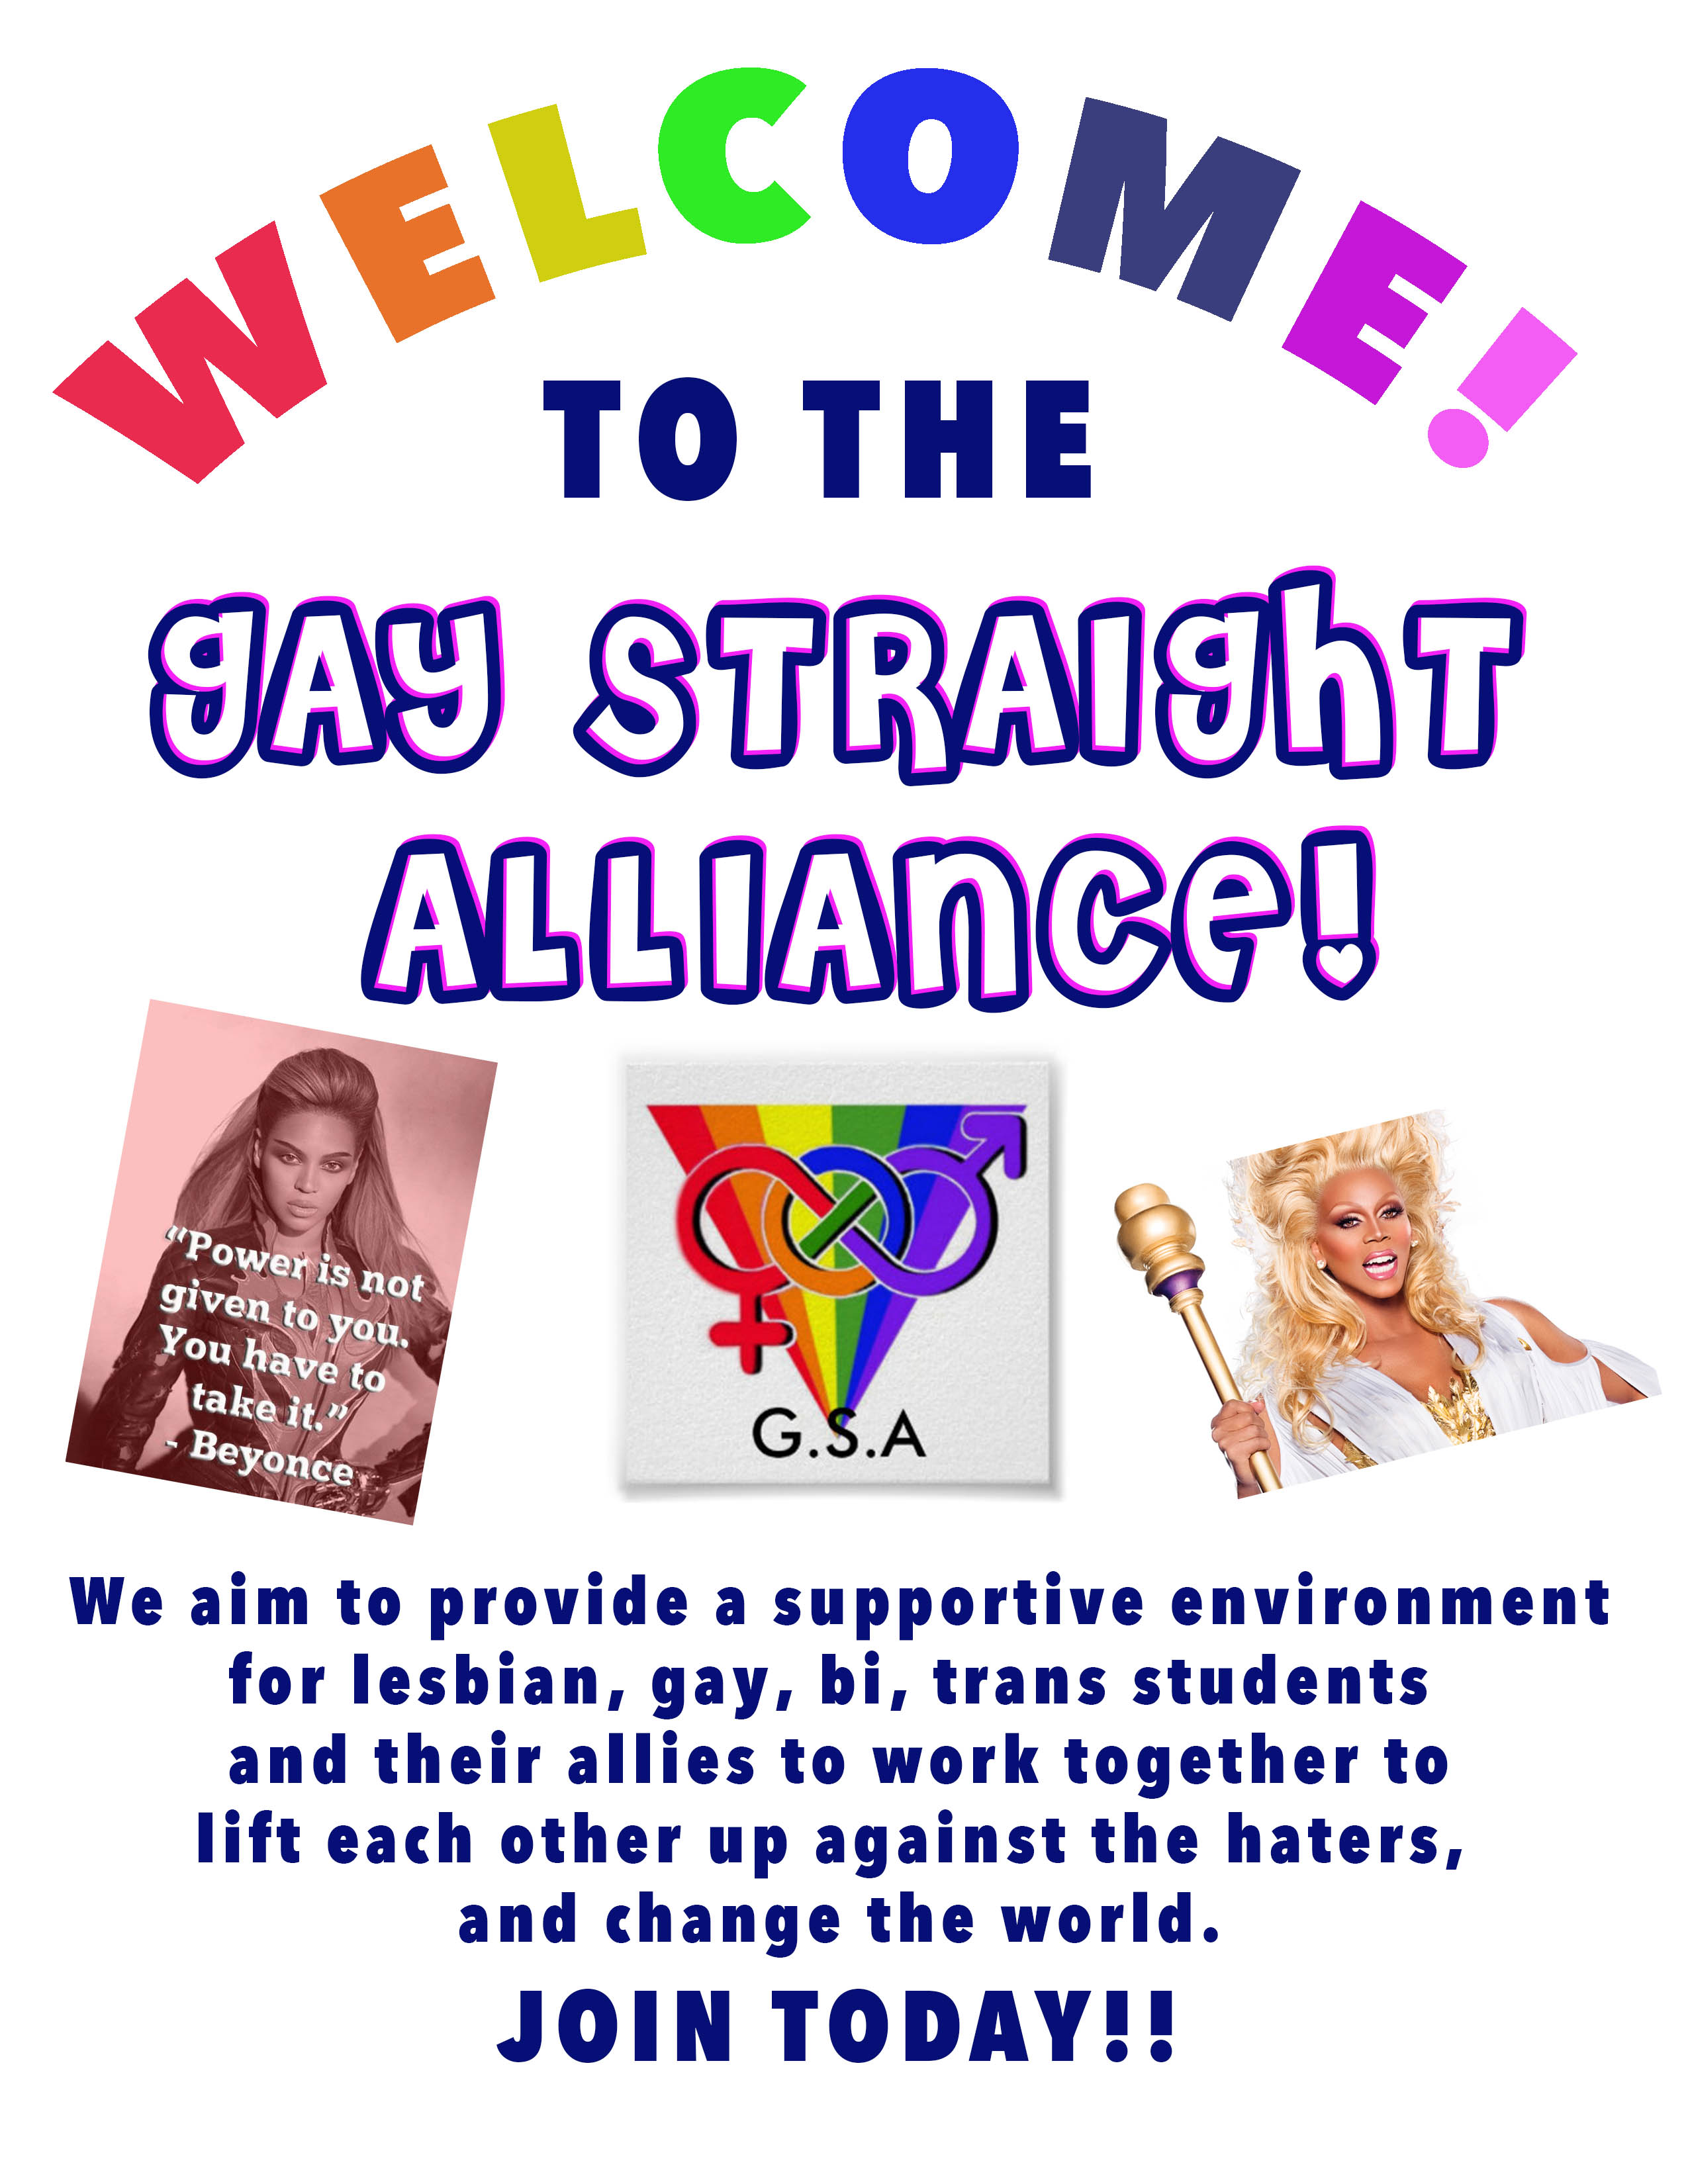 WELCOME!
TO THE
gAy STRAIghT
ALLIAnCe!
"Power is not
given to you.
You have to
take it."
- Beyonce
G.S.A
We aim to provide a supportive environment
for lesbian, gay, bi, trans students
and their allies to work together to
lift each other up against the haters,
and change the world.
JOIN TODAY!!